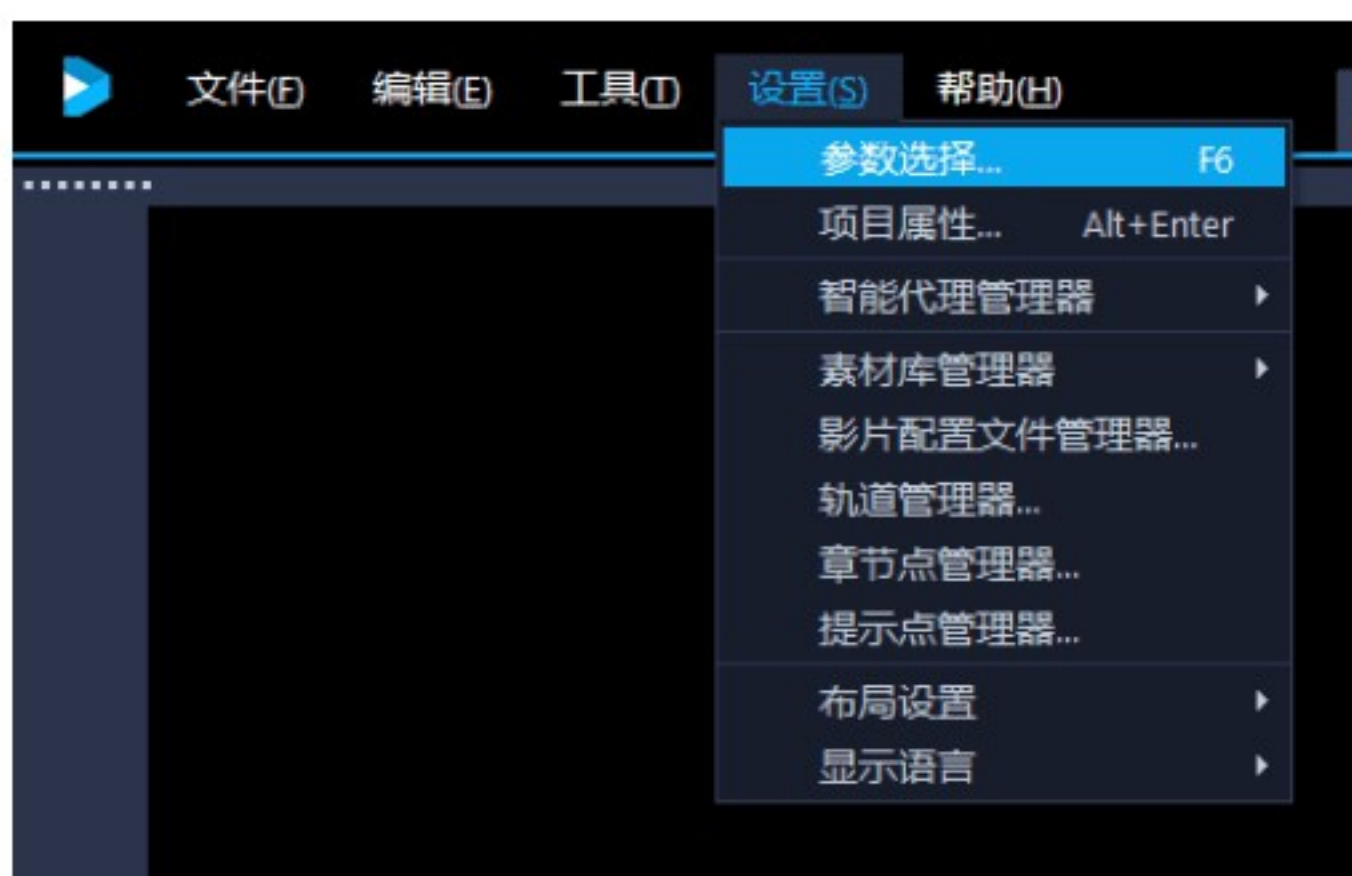 文件(F) 编辑(E) 工具(T) 设置(S) 帮助(H)
参数选择... F6
项目属性... Alt+Enter
智能代理管理器
素材库管理器
影片配置文件管理器...
轨道管理器...
章节点管理器...
提示点管理器...
布局设置
显示语言